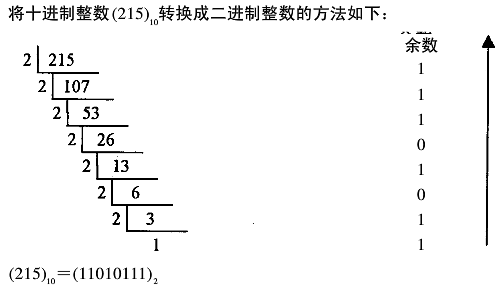 将十进制整数(215)₁₀转换成二进制整数的方法如下:
余数
2 215 1
2 107 1
2 53 1
2 26 0
2 13 1
2 6 0
2 3 1
1 1
(215)₁₀=(11010111)₂